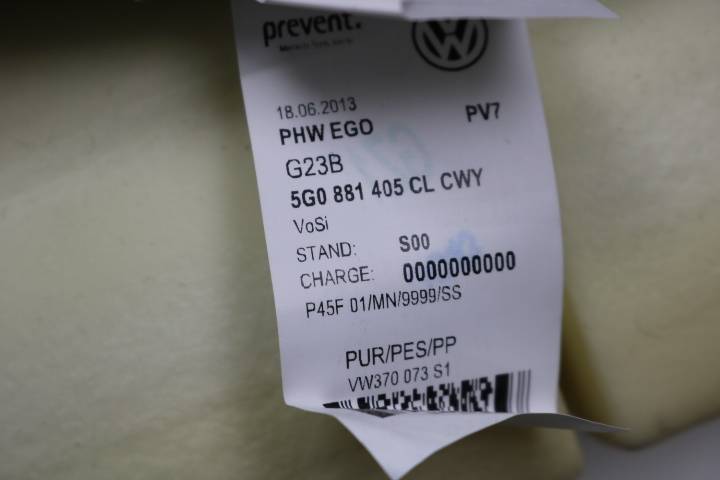 prevent.
18.06.2013
PV7
PHW EGO
G23B
5G0 881 405 CL CWY
VoSi
STAND: S00
CHARGE: 0000000000
P45F 01/MN/9999/SS
PUR/PES/PP
VW370 073 S1